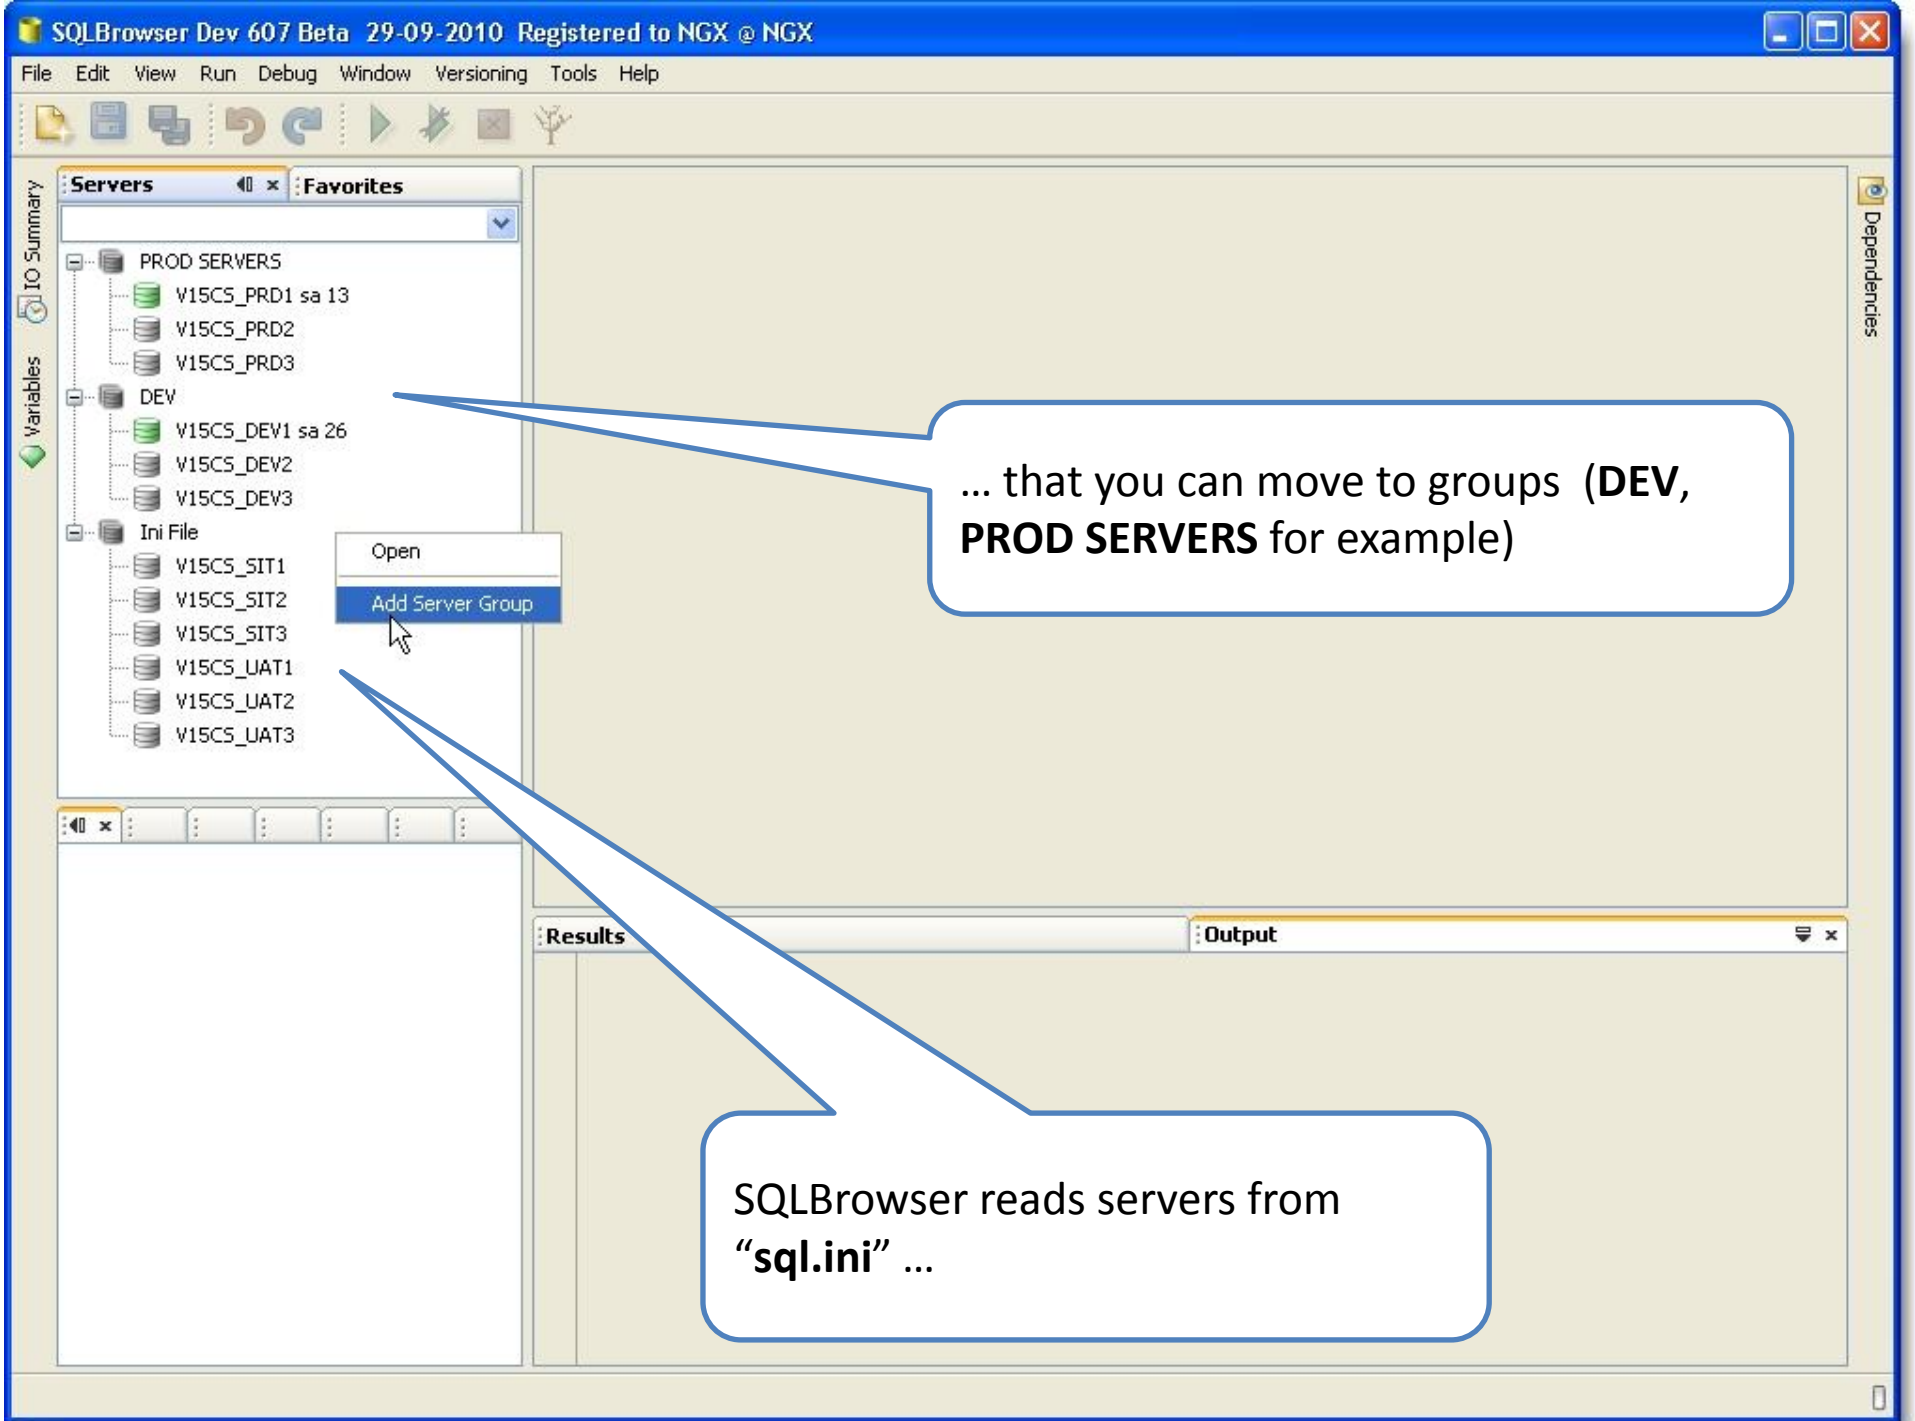 SQLBrowser Dev 607 Beta 29-09-2010 Registered to NGX @ NGX
File Edit View Run Debug Window Versioning Tools Help
IO Summary
Variables
Servers Favorites
PROD SERVERS
V15CS_PRD1 sa 13
V15CS_PRD2
V15CS_PRD3
DEV
V15CS_DEV1 sa 26
V15CS_DEV2
V15CS_DEV3
Ini File
V15CS_SIT1
V15CS_SIT2
V15CS_SIT3
V15CS_UAT1
V15CS_UAT2
V15CS_UAT3
Open
Add Server Group
Dependencies
… that you can move to groups (DEV,
PROD SERVERS for example)
Results
Output
SQLBrowser reads servers from
“sql.ini” …